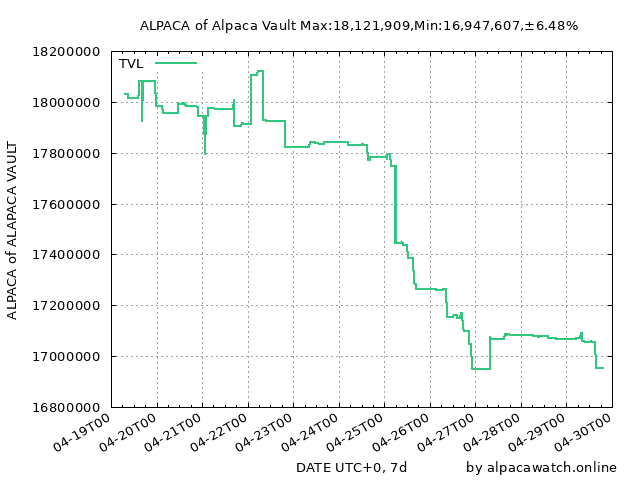 ALPACA of Alpaca Vault Max:18,121,909,Min:16,947,607,±6.48%
TVL
18200000
18000000
17800000
17600000
17400000
17200000
17000000
16800000
ALPACA of ALAPACA VAULT
04-19T00
04-20T00
04-21T00
04-22T00
04-23T00
04-24T00
04-25T00
04-26T00
04-27T00
04-28T00
04-29T00
04-30T00
DATE UTC+0, 7d
by alpacawatch.online